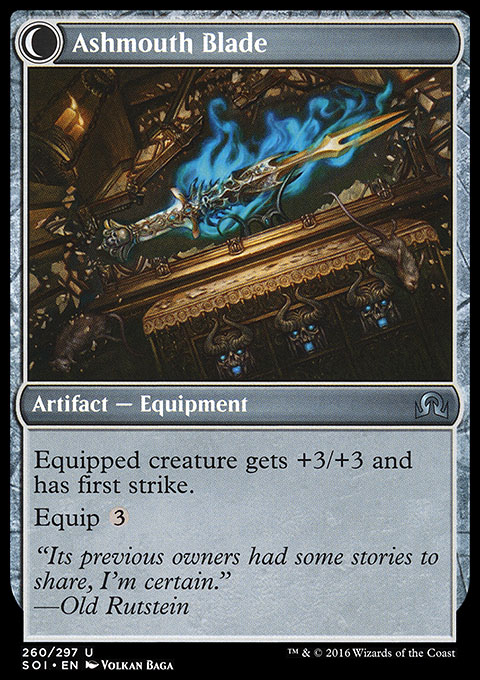 Ashmouth Blade
Artifact — Equipment
Equipped creature gets +3/+3 and
has first strike.
Equip 3
“Its previous owners had some stories to
share, I’m certain.”
—Old Rutstein
260/297 U
SOI • EN Volkan Baga
™ & © 2016 Wizards of the Coast